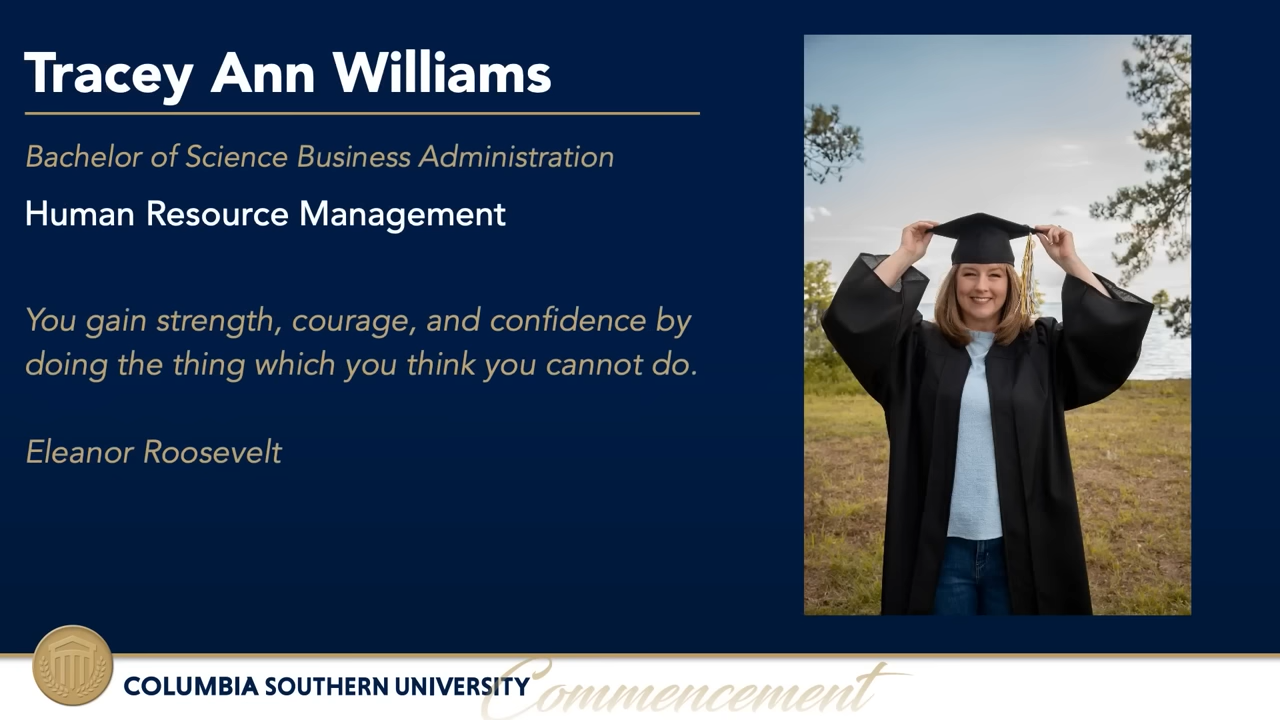 Tracey Ann Williams
Bachelor of Science Business Administration
Human Resource Management
You gain strength, courage, and confidence by
doing the thing which you think you cannot do.
Eleanor Roosevelt
COLUMBIA SOUTHERN UNIVERSITY
Commencement